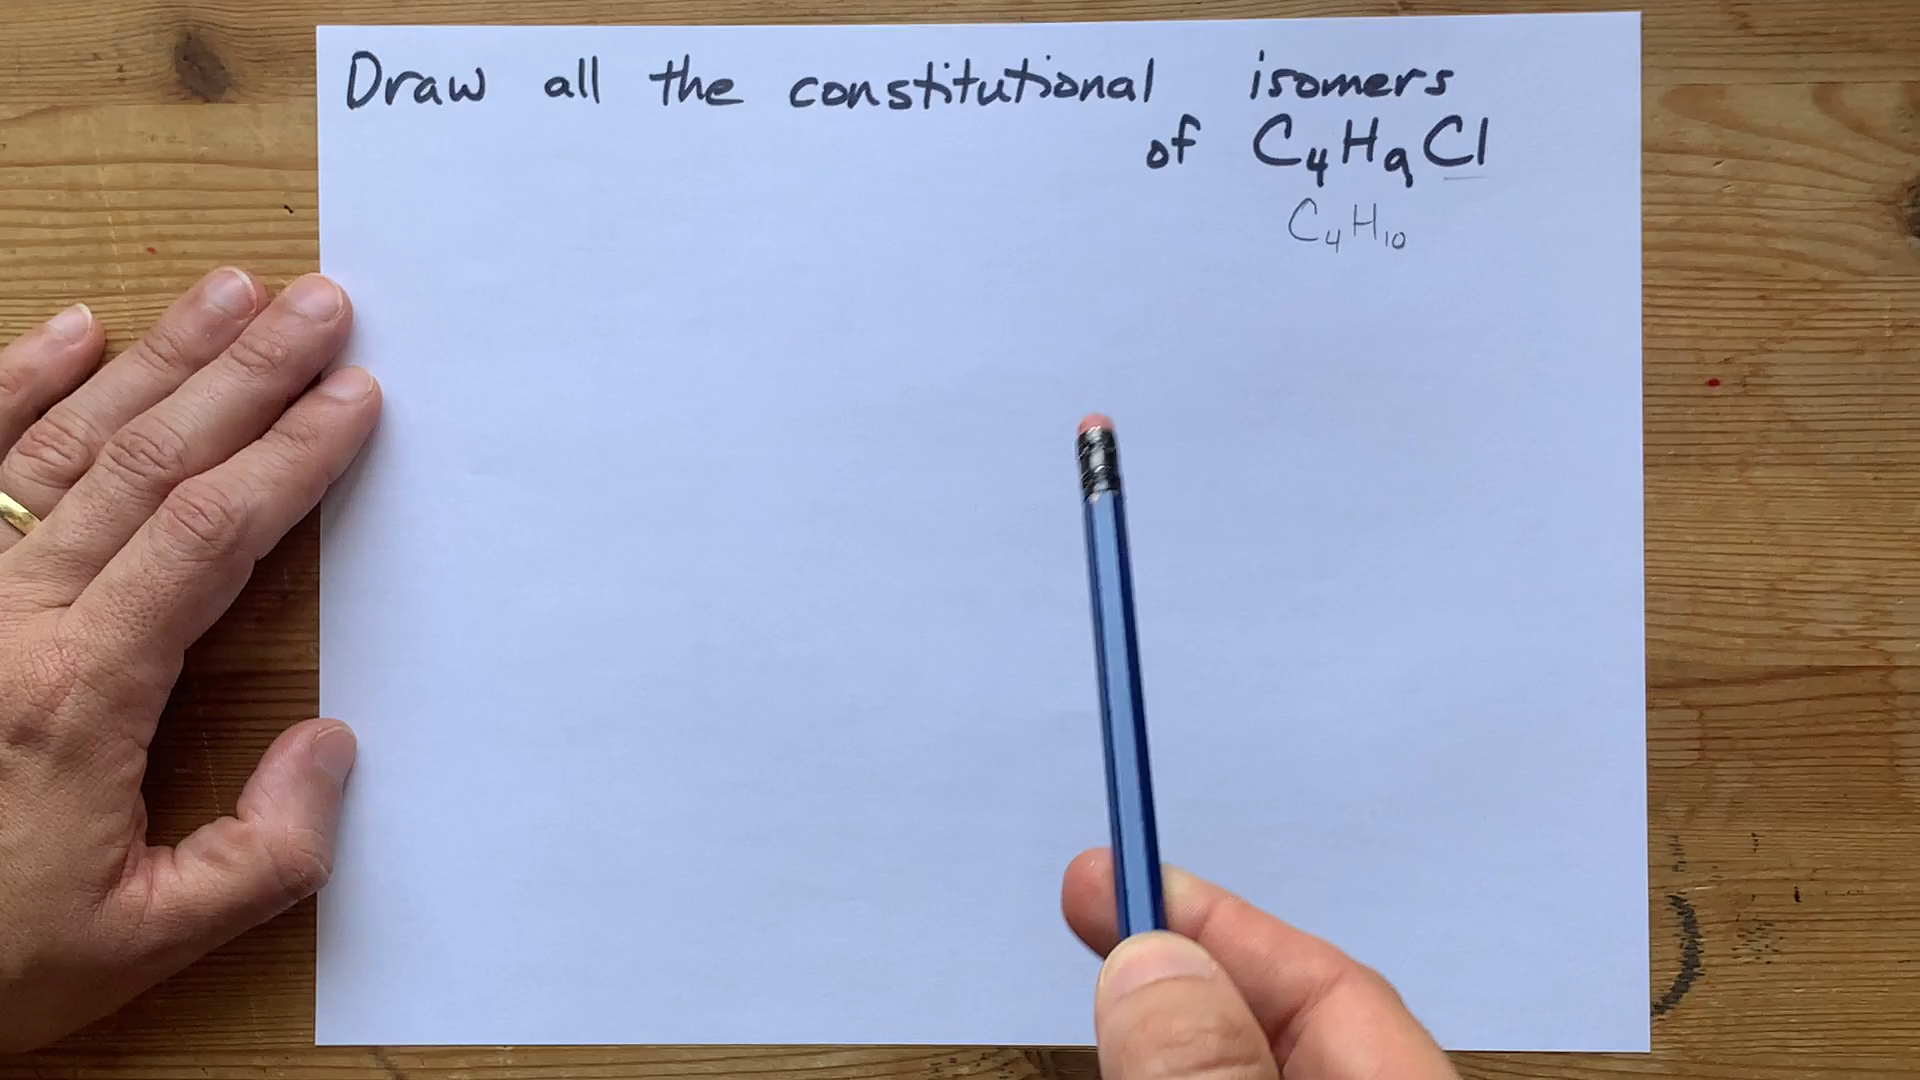 Draw all the constitutional isomers
of C₄H₉Cl
C₄H₁₀